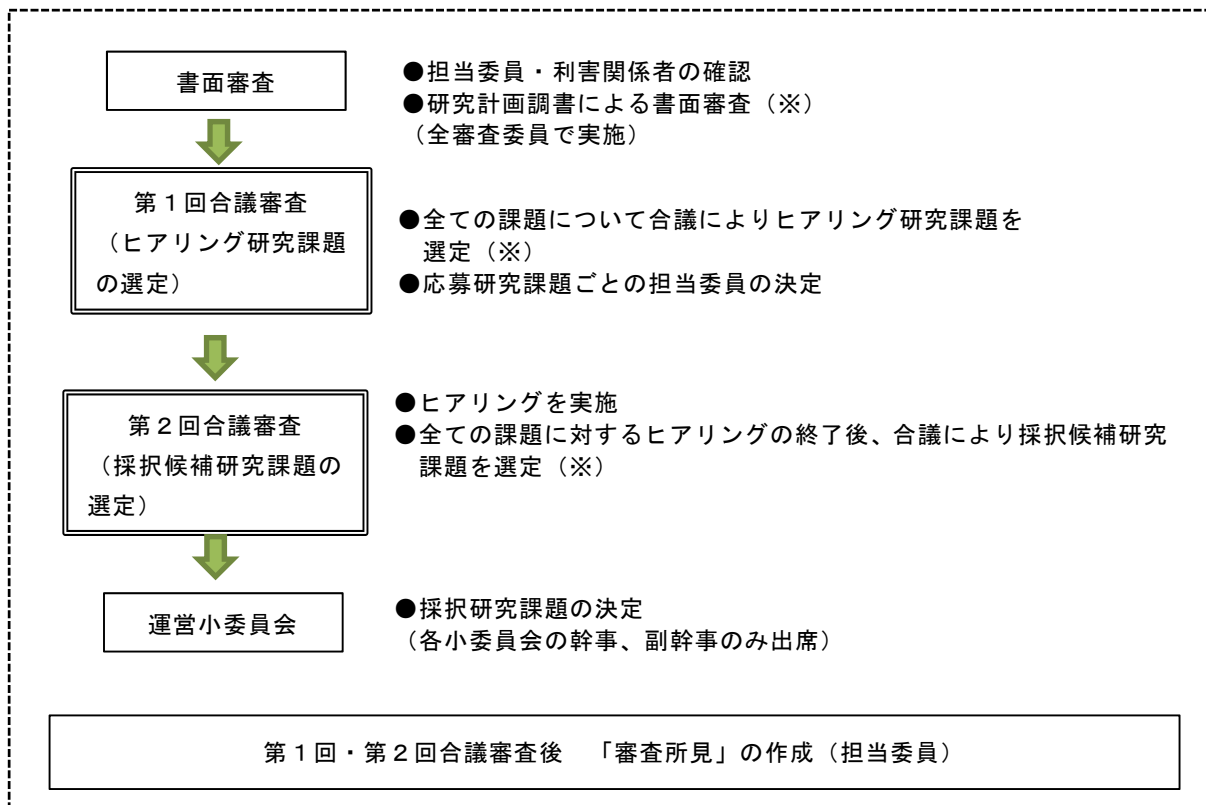 書面審査
●担当委員・利害関係者の確認
●研究計画調書による書面審査（※）
（全審査委員で実施）
第１回合議審査
（ヒアリング研究課題
の選定）
●全ての課題について合議によりヒアリング研究課題を
選定（※）
●応募研究課題ごとの担当委員の決定
第２回合議審査
（採択候補研究課題の
選定）
●ヒアリングを実施
●全ての課題に対するヒアリングの終了後、合議により採択候補研究
課題を選定（※）
運営小委員会
●採択研究課題の決定
（各小委員会の幹事、副幹事のみ出席）
第１回・第２回合議審査後　「審査所見」の作成（担当委員）